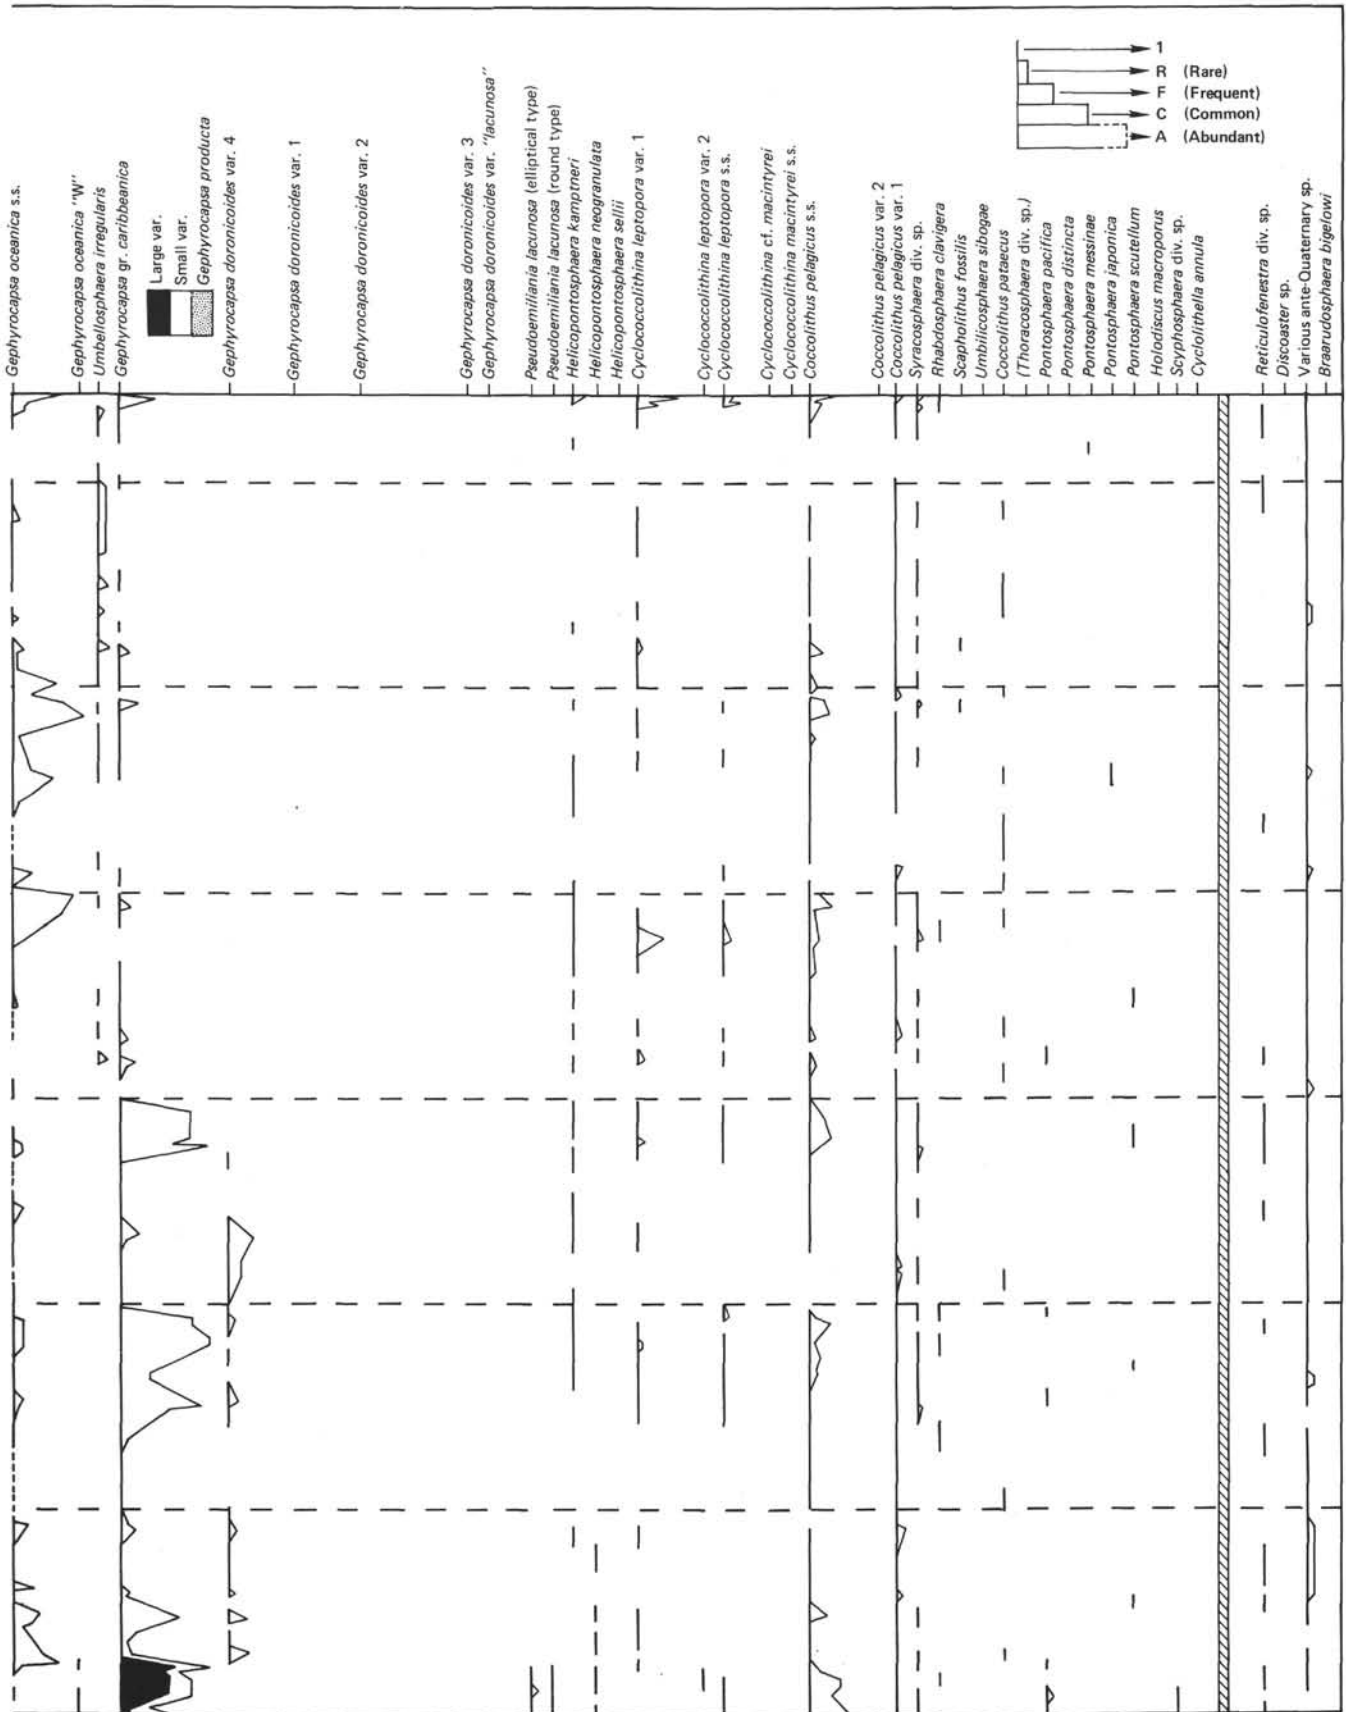 1
R (Rare)
F (Frequent)
C (Common)
A (Abundant)
Gephyrocapsa oceanica s.s.
Gephyrocapsa oceanica "W"
Umbellosphaera irregularis
Gephyrocapsa gr. caribbeanica
Large var.
Small var.
Gephyrocapsa producta
Gephyrocapsa doronicoides var. 4
Gephyrocapsa doronicoides var. 1
Gephyrocapsa doronicoides var. 2
Gephyrocapsa doronicoides var. 3
Gephyrocapsa doronicoides var. "lacunosa"
Pseudoemiliania lacunosa (elliptical type)
Pseudoemiliania lacunosa (round type)
Helicopontosphaera kamptneri
Helicopontosphaera neogranulata
Helicopontosphaera sellii
Cyclococcolithina leptopora var. 1
Cyclococcolithina leptopora var. 2
Cyclococcolithina leptopora s.s.
Cyclococcolithina cf. macintyrei
Cyclococcolithina macintyrei s.s.
Coccolithus pelagicus s.s.
Coccolithus pelagicus var. 2
Coccolithus pelagicus var. 1
Syracosphaera div. sp.
Rhabdosphaera clavigera
Scapholithus fossilis
Umbilicosphaera sibogae
Coccolithus pataecus
(Thoracosphaera div. sp.)
Pontosphaera pacifica
Pontosphaera distincta
Pontosphaera messinae
Pontosphaera japonica
Pontosphaera scutellum
Holodiscus macroporus
Scyphosphaera div. sp.
Cyclolithella annula
Reticulofenestra div. sp.
Discoaster sp.
Various ante-Quaternary sp.
Braarudosphaera bigelowi